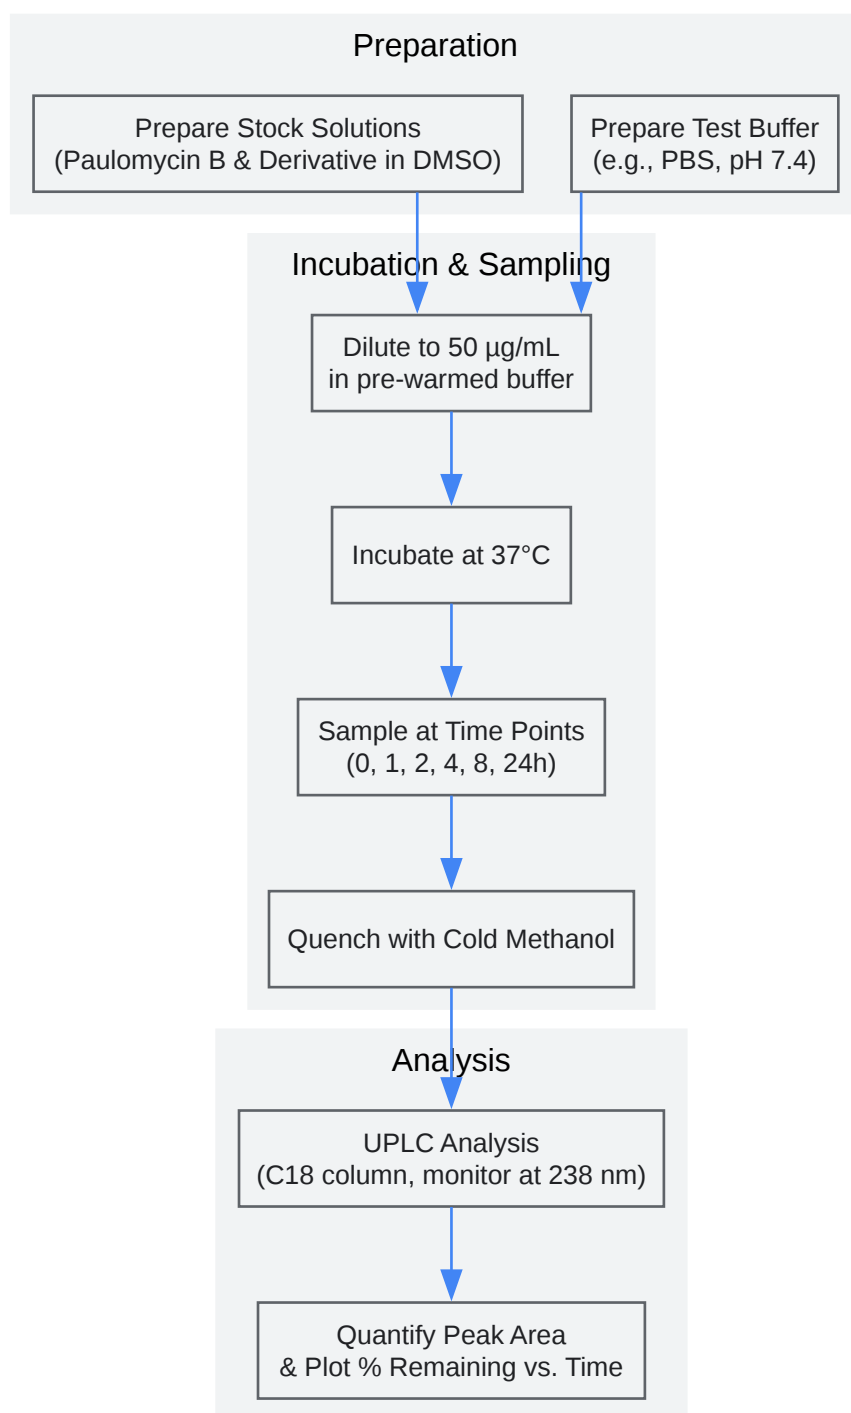 Preparation
Prepare Stock Solutions
(Paulomycin B & Derivative in DMSO)
Prepare Test Buffer
(e.g., PBS, pH 7.4)
Incubation & Sampling
Dilute to 50 µg/mL
in pre-warmed buffer
Incubate at 37°C
Sample at Time Points
(0, 1, 2, 4, 8, 24h)
Quench with Cold Methanol
Analysis
UPLC Analysis
(C18 column, monitor at 238 nm)
Quantify Peak Area
& Plot % Remaining vs. Time